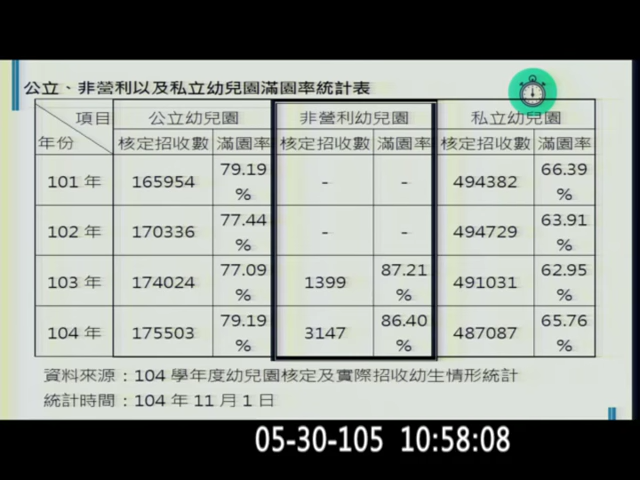 公立、非營利以及私立幼兒園滿園率統計表
項目 公立幼兒園 非營利幼兒園 私立幼兒園
年份 核定招收數 滿園率 核定招收數 滿園率 核定招收數 滿園率
101 年 165954 79.19% - - 494382 66.39%
102 年 170336 77.44% - - 494729 63.91%
103 年 174024 77.09% 1399 87.21% 491031 62.95%
104 年 175503 79.19% 3147 86.40% 487087 65.76%
資料來源：104 學年度幼兒園核定及實際招收幼生情形統計
統計時間：104 年 11 月 1 日
05-30-105 10:58:08